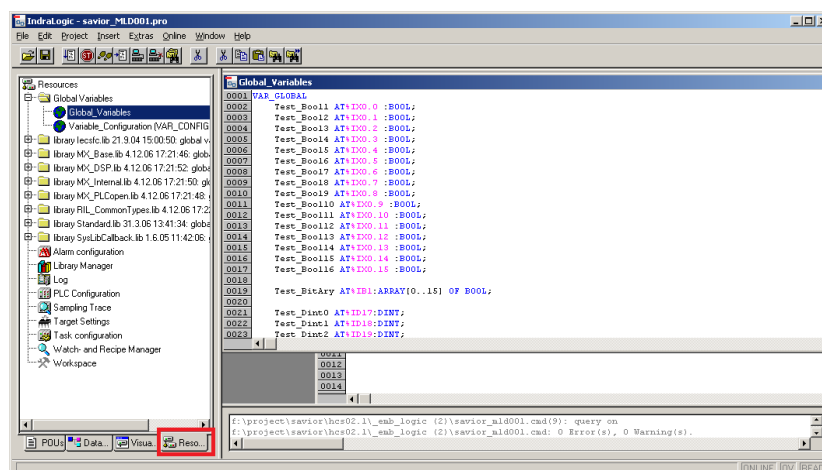 IndraLogic - savior_MLD001.pro
File Edit Project Insert Extras Online Window Help
Resources
Global Variables
Global_Variables
Variable_Configuration (VAR_CONFIG
library Iecsfc.lib 21.9.04 15:00:50: global v
library MX_Base.lib 4.12.06 17:21:46: glob
library MX_DSP.lib 4.12.06 17:21:52: globa
library MX_Internal.lib 4.12.06 17:21:50: gl
library MX_PLCopen.lib 4.12.06 17:21:48:
library RIL_CommonTypes.lib 4.12.06 17:2
library Standard.lib 31.3.06 13:41:34: globa
library SysLibCallback.lib 1.6.05 11:42:06:
Alarm configuration
Library Manager
Log
PLC Configuration
Sampling Trace
Target Settings
Task configuration
Watch- and Recipe Manager
Workspace
POUs Data... Visua... Reso...
Global_Variables
0001 VAR_GLOBAL
0002 Test_Bool1 AT%IX0.0 :BOOL;
0003 Test_Bool2 AT%IX0.1 :BOOL;
0004 Test_Bool3 AT%IX0.2 :BOOL;
0005 Test_Bool4 AT%IX0.3 :BOOL;
0006 Test_Bool5 AT%IX0.4 :BOOL;
0007 Test_Bool6 AT%IX0.5 :BOOL;
0008 Test_Bool7 AT%IX0.6 :BOOL;
0009 Test_Bool8 AT%IX0.7 :BOOL;
0010 Test_Bool9 AT%IX0.8 :BOOL;
0011 Test_Bool10 AT%IX0.9 :BOOL;
0012 Test_Bool11 AT%IX0.10 :BOOL;
0013 Test_Bool12 AT%IX0.11 :BOOL;
0014 Test_Bool13 AT%IX0.12 :BOOL;
0015 Test_Bool14 AT%IX0.13 :BOOL;
0016 Test_Bool15 AT%IX0.14 :BOOL;
0017 Test_Bool16 AT%IX0.15 :BOOL;
0018
0019 Test_BitAry AT%IB1:ARRAY[0..15] OF BOOL;
0020
0021 Test_Dint0 AT%ID17:DINT;
0022 Test_Dint1 AT%ID18:DINT;
0023 Test_Dint2 AT%ID19:DINT;
0011
0012
0013
0014
f:\project\savior\hcs02.1\_emb_logic (2)\savior_mld001.cmd(9): query on
f:\project\savior\hcs02.1\_emb_logic (2)\savior_mld001.cmd: 0 Error(s), 0 Warning(s).
ONLINE OV READ